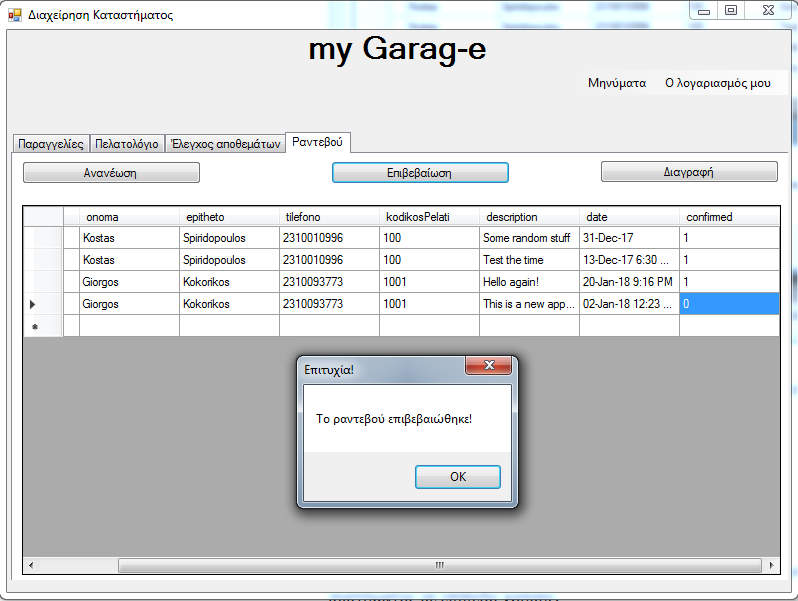 Διαχείρηση Καταστήματος
my Garag-e
Μηνύματα Ο λογαριασμός μου
Παραγγελίες Πελατολόγιο Έλεγχος αποθεμάτων Ραντεβού
Ανανέωση Επιβεβαίωση Διαγραφή
onoma epitheto tilefono kodikosPelati description date confirmed
Kostas Spiridopoulos 2310010996 100 Some random stuff 31-Dec-17 1
Kostas Spiridopoulos 2310010996 100 Test the time 13-Dec-17 6:30 ... 1
Giorgos Kokorikos 2310093773 1001 Hello again! 20-Jan-18 9:16 PM 1
Giorgos Kokorikos 2310093773 1001 This is a new app... 02-Jan-18 12:23 ... 0
Επιτυχία!
Το ραντεβού επιβεβαιώθηκε!
OK